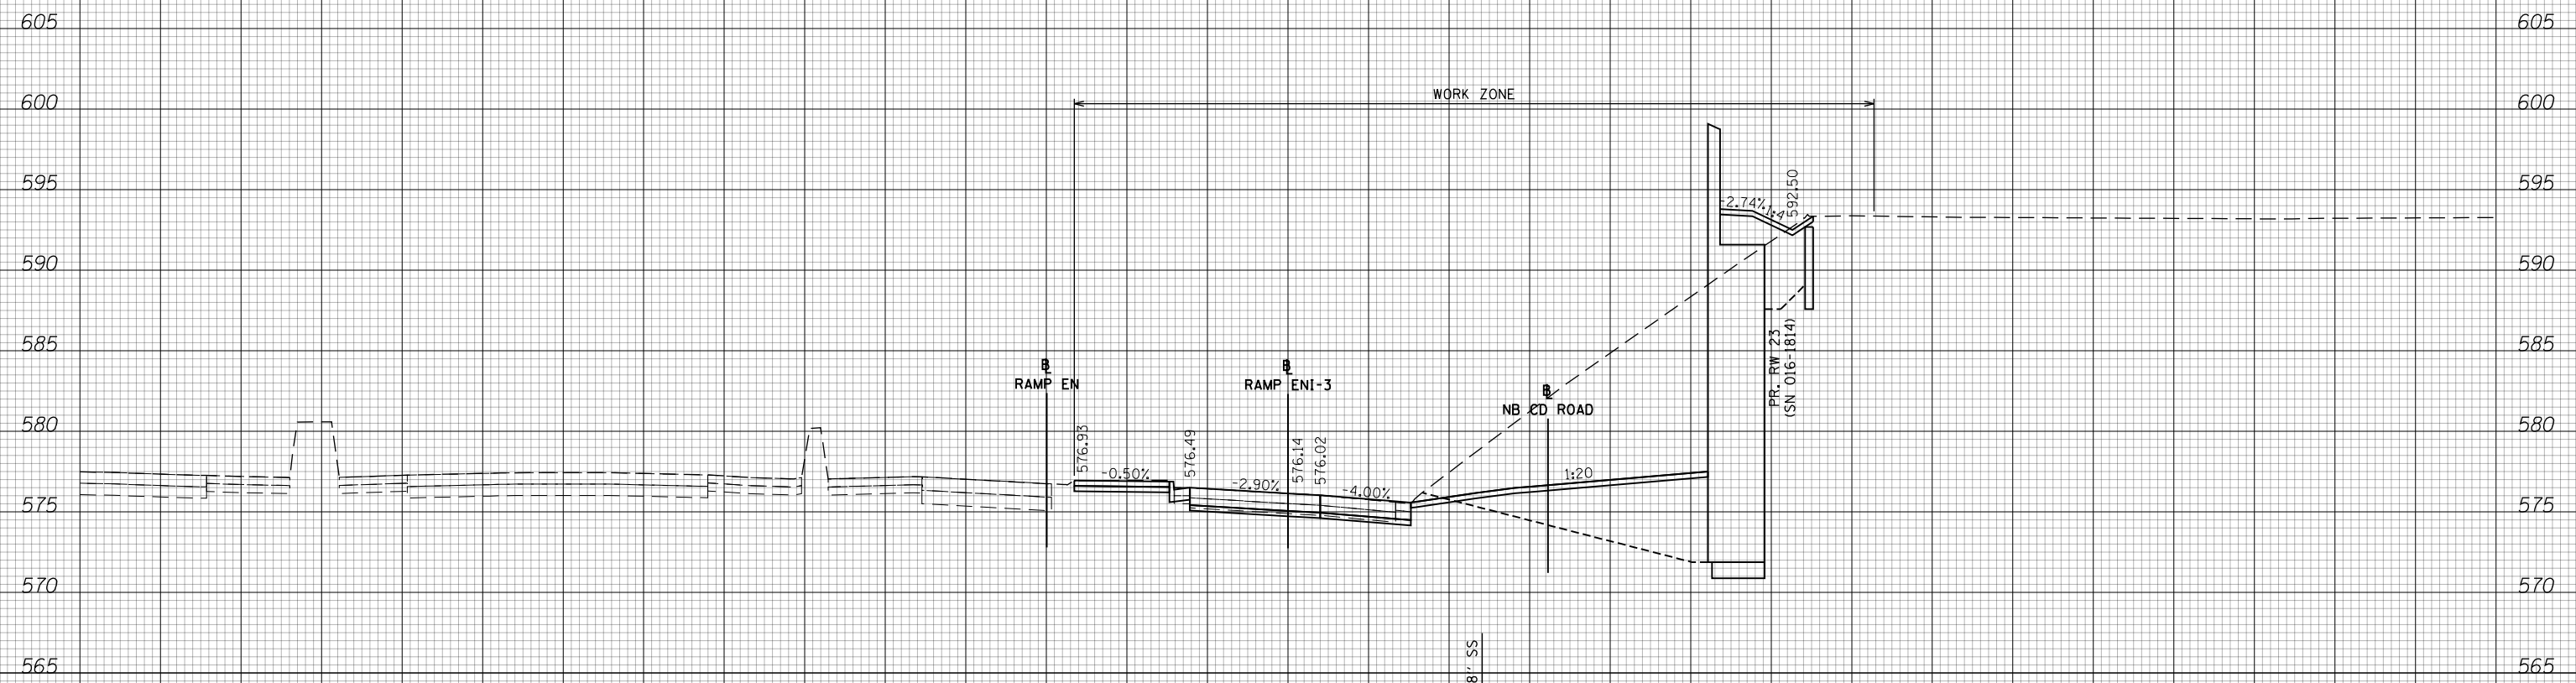 605 605
600 WORK ZONE 600
595 595
-2.74% 1:4 592.50
590 590
585 585
PR. RW 23
(SN 016-1814)
BL
RAMP EN
BL
RAMP ENI-3
BL
NB CD ROAD
580 580
576.93
576.49
576.14
576.02
-0.50%
-2.90%
-4.00%
1:20
575 575
570 570
565 565
8' SS